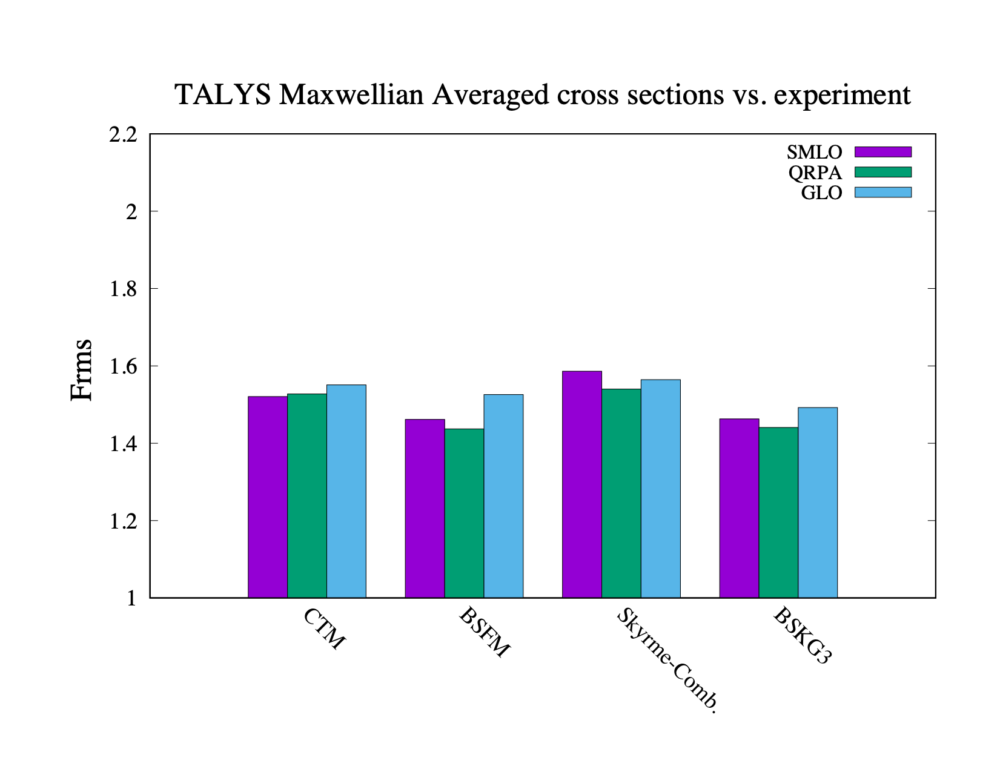 TALYS Maxwellian Averaged cross sections vs. experiment
SMLO
QRPA
GLO
Frms
2.2
2
1.8
1.6
1.4
1.2
1
CTM
BSFM
Skyrme-Comb.
BSKG3